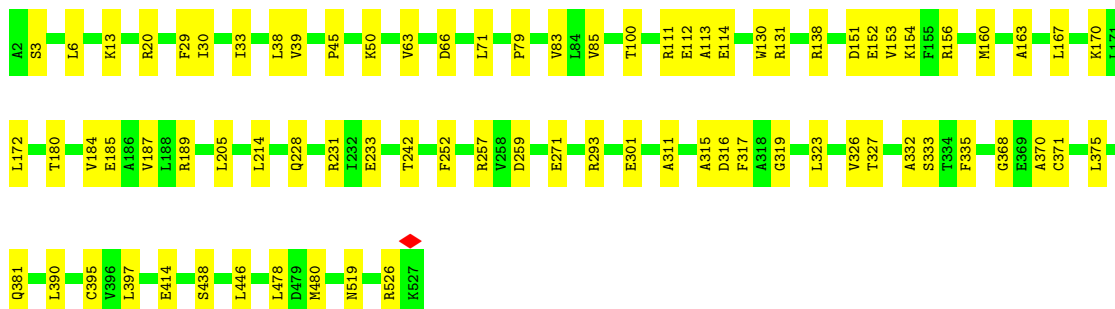 A2 S3 L6 K13 R20 F29 I30 I33 L38 V39 P45 K50 V63 D66 L71 P79 V83 L84 V85 T100 R111 E112 A113 E114 W130 R131 R138 D151 E152 V153 K154 F155 R156 M160 A163 L167 K170 L171
L172 T180 V184 E185 A186 V187 L188 R189 L205 L214 Q228 R231 I232 E233 T242 F252 R257 V258 D259 E271 R293 E301 A311 A315 D316 F317 A318 G319 L323 V326 T327 A332 S333 T334 F335 G368 E369 A370 C371 L375
Q381 L390 C395 V396 L397 E414 S438 L446 L478 D479 M480 N519 R526 K527